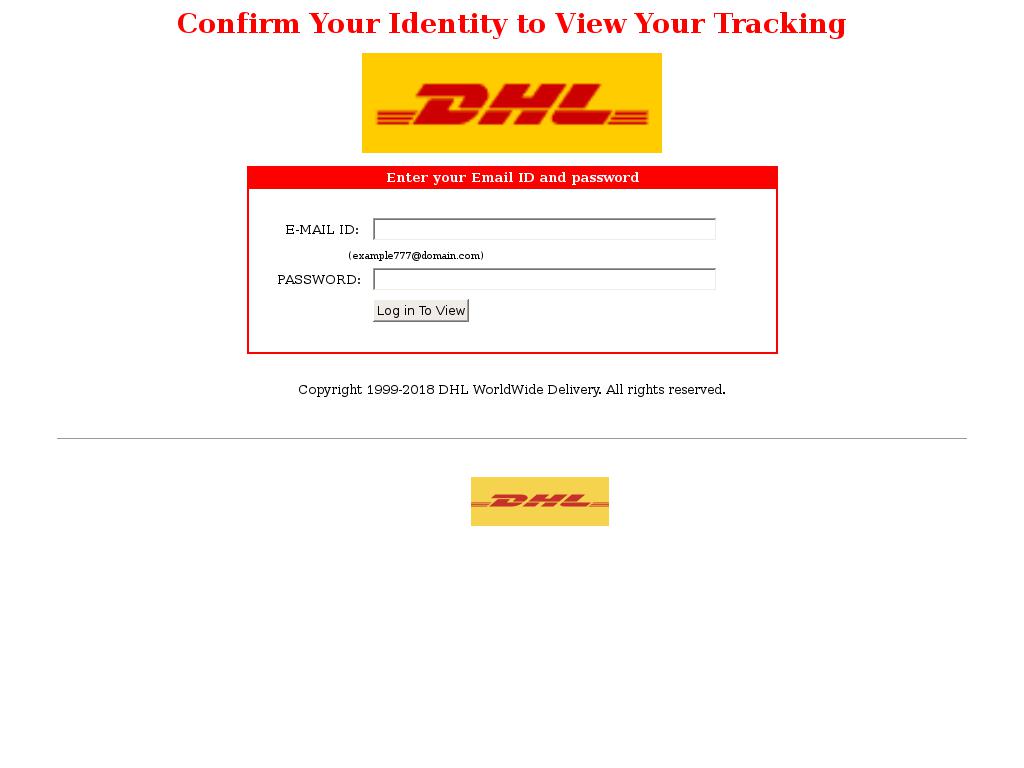 Confirm Your Identity to View Your Tracking
DHL
Enter your Email ID and password
E-MAIL ID:
(example777@domain.com)
PASSWORD:
Log in To View
Copyright 1999-2018 DHL WorldWide Delivery. All rights reserved.
DHL